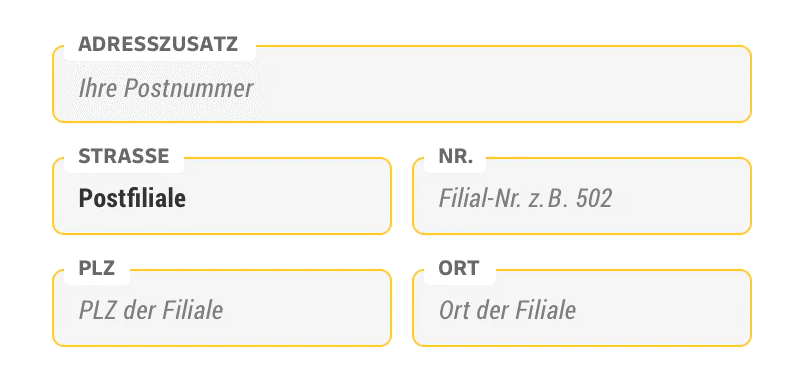 ADRESSZUSATZ
Ihre Postnummer
STRASSE
Postfiliale
NR.
Filial-Nr. z. B. 502
PLZ
PLZ der Filiale
ORT
Ort der Filiale